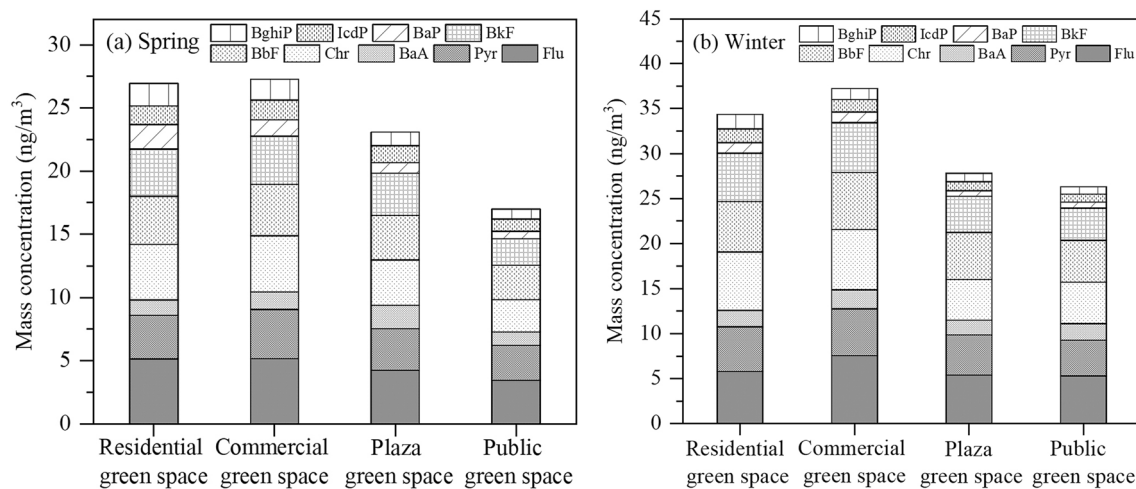 (a) Spring
BghiP IcdP BaP BkF
BbF Chr BaA Pyr Flu
Mass concentration (ng/m³)
30
25
20
15
10
5
0
Residential green space
Commercial green space
Plaza green space
Public green space
(b) Winter
BghiP IcdP BaP BkF
BbF Chr BaA Pyr Flu
Mass concentration (ng/m³)
45
40
35
30
25
20
15
10
5
0
Residential green space
Commercial green space
Plaza green space
Public green space